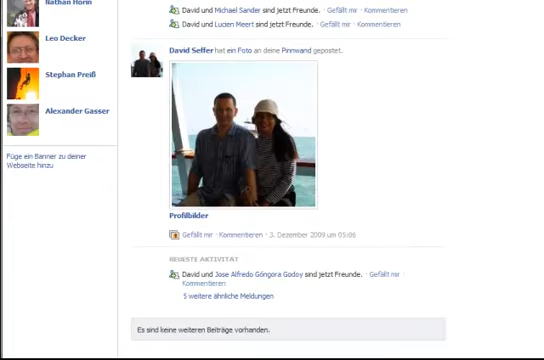 Nathan Horin
David und Michael Sander sind jetzt Freunde. · Gefällt mir · Kommentieren
David und Lucien Meert sind jetzt Freunde. · Gefällt mir · Kommentieren
Leo Decker
David Seffer hat ein Foto an deine Pinnwand gepostet.
Stephan Preiß
Alexander Gasser
Füge ein Banner zu deiner
Webseite hinzu
Profilbilder
Gefällt mir · Kommentieren · 3. Dezember 2009 um 05:06
NEUESTE AKTIVITÄT
David und Jose Alfredo Góngora Godoy sind jetzt Freunde. · Gefällt mir ·
Kommentieren
5 weitere ähnliche Meldungen
Es sind keine weiteren Beiträge vorhanden.